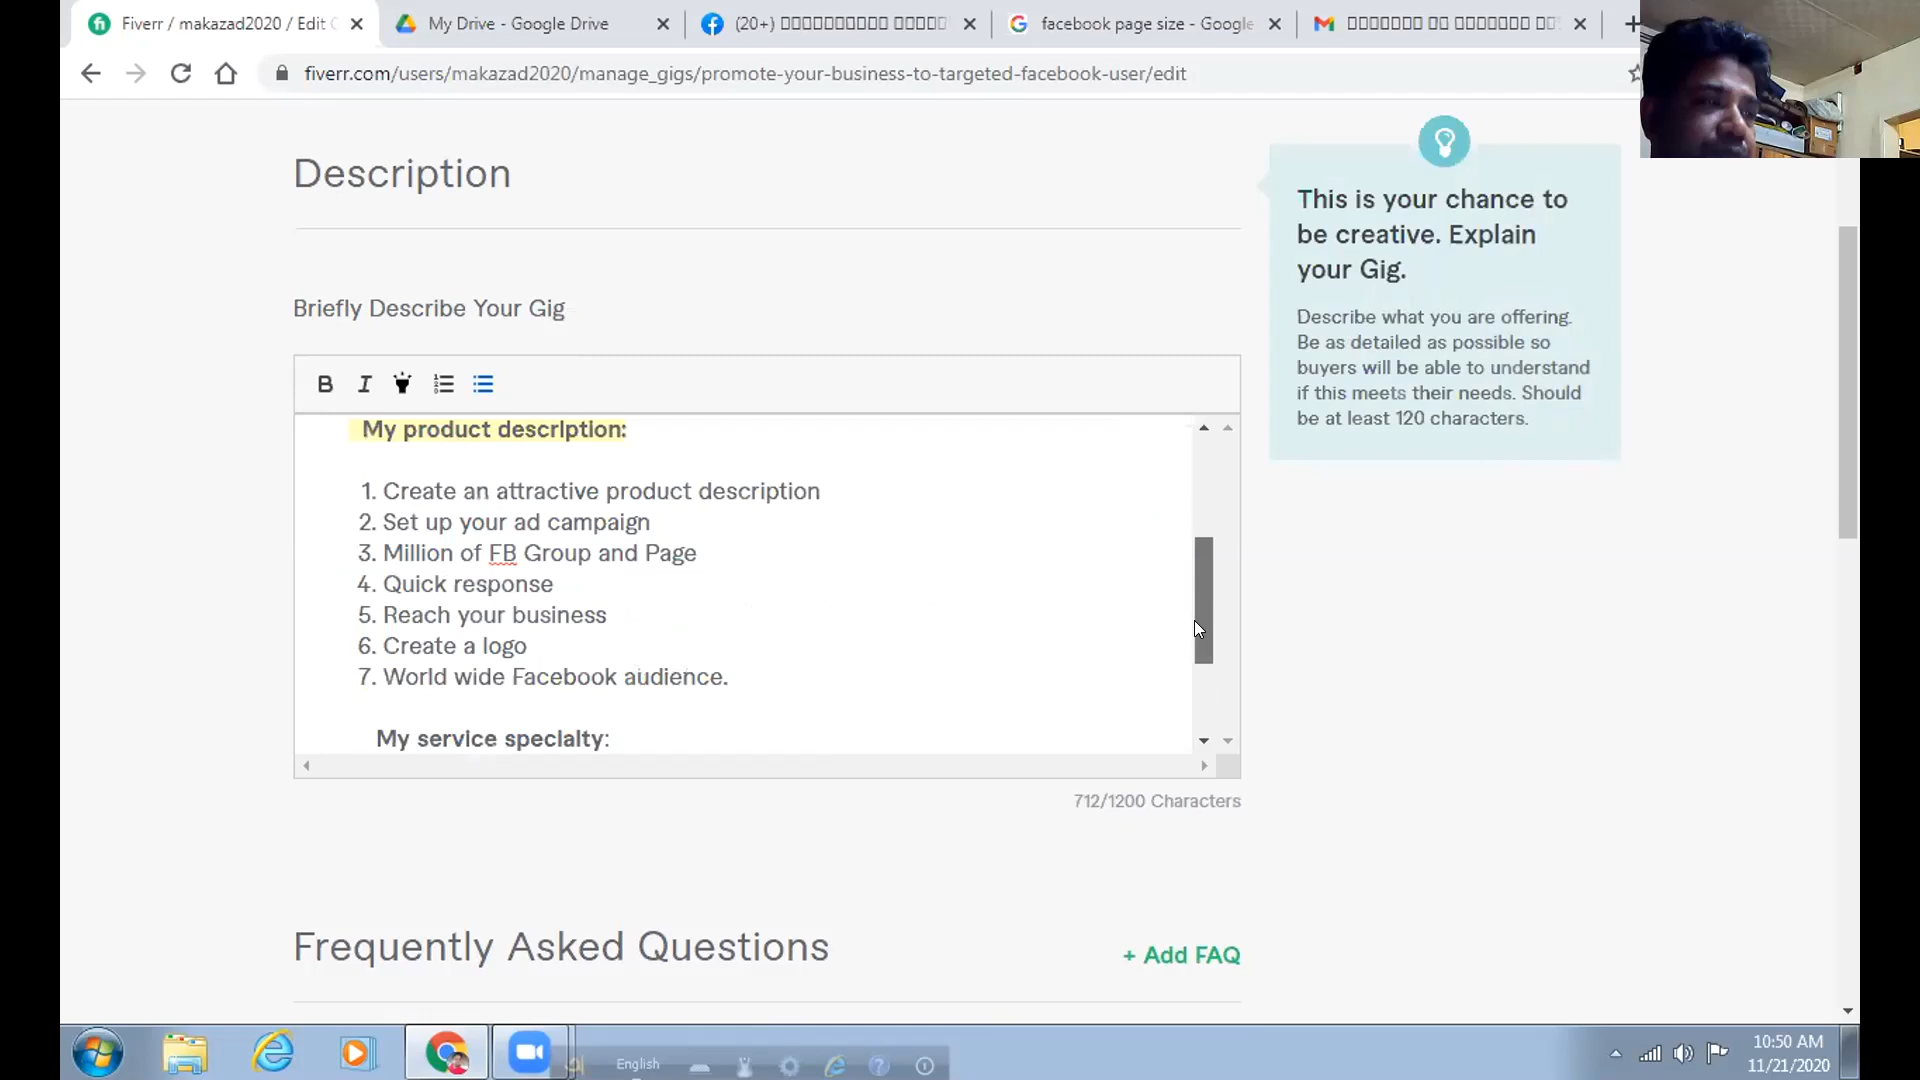 Fiverr / makazad2020 / Edit
My Drive - Google Drive
(20+)
facebook page size - Google
fiverr.com/users/makazad2020/manage_gigs/promote-your-business-to-targeted-facebook-user/edit
Description
Briefly Describe Your Gig
B I
My product description:
1. Create an attractive product description
2. Set up your ad campaign
3. Million of FB Group and Page
4. Quick response
5. Reach your business
6. Create a logo
7. World wide Facebook audience.
My service specialty:
712/1200 Characters
This is your chance to
be creative. Explain
your Gig.
Describe what you are offering.
Be as detailed as possible so
buyers will be able to understand
if this meets their needs. Should
be at least 120 characters.
Frequently Asked Questions
+ Add FAQ
English
10:50 AM
11/21/2020